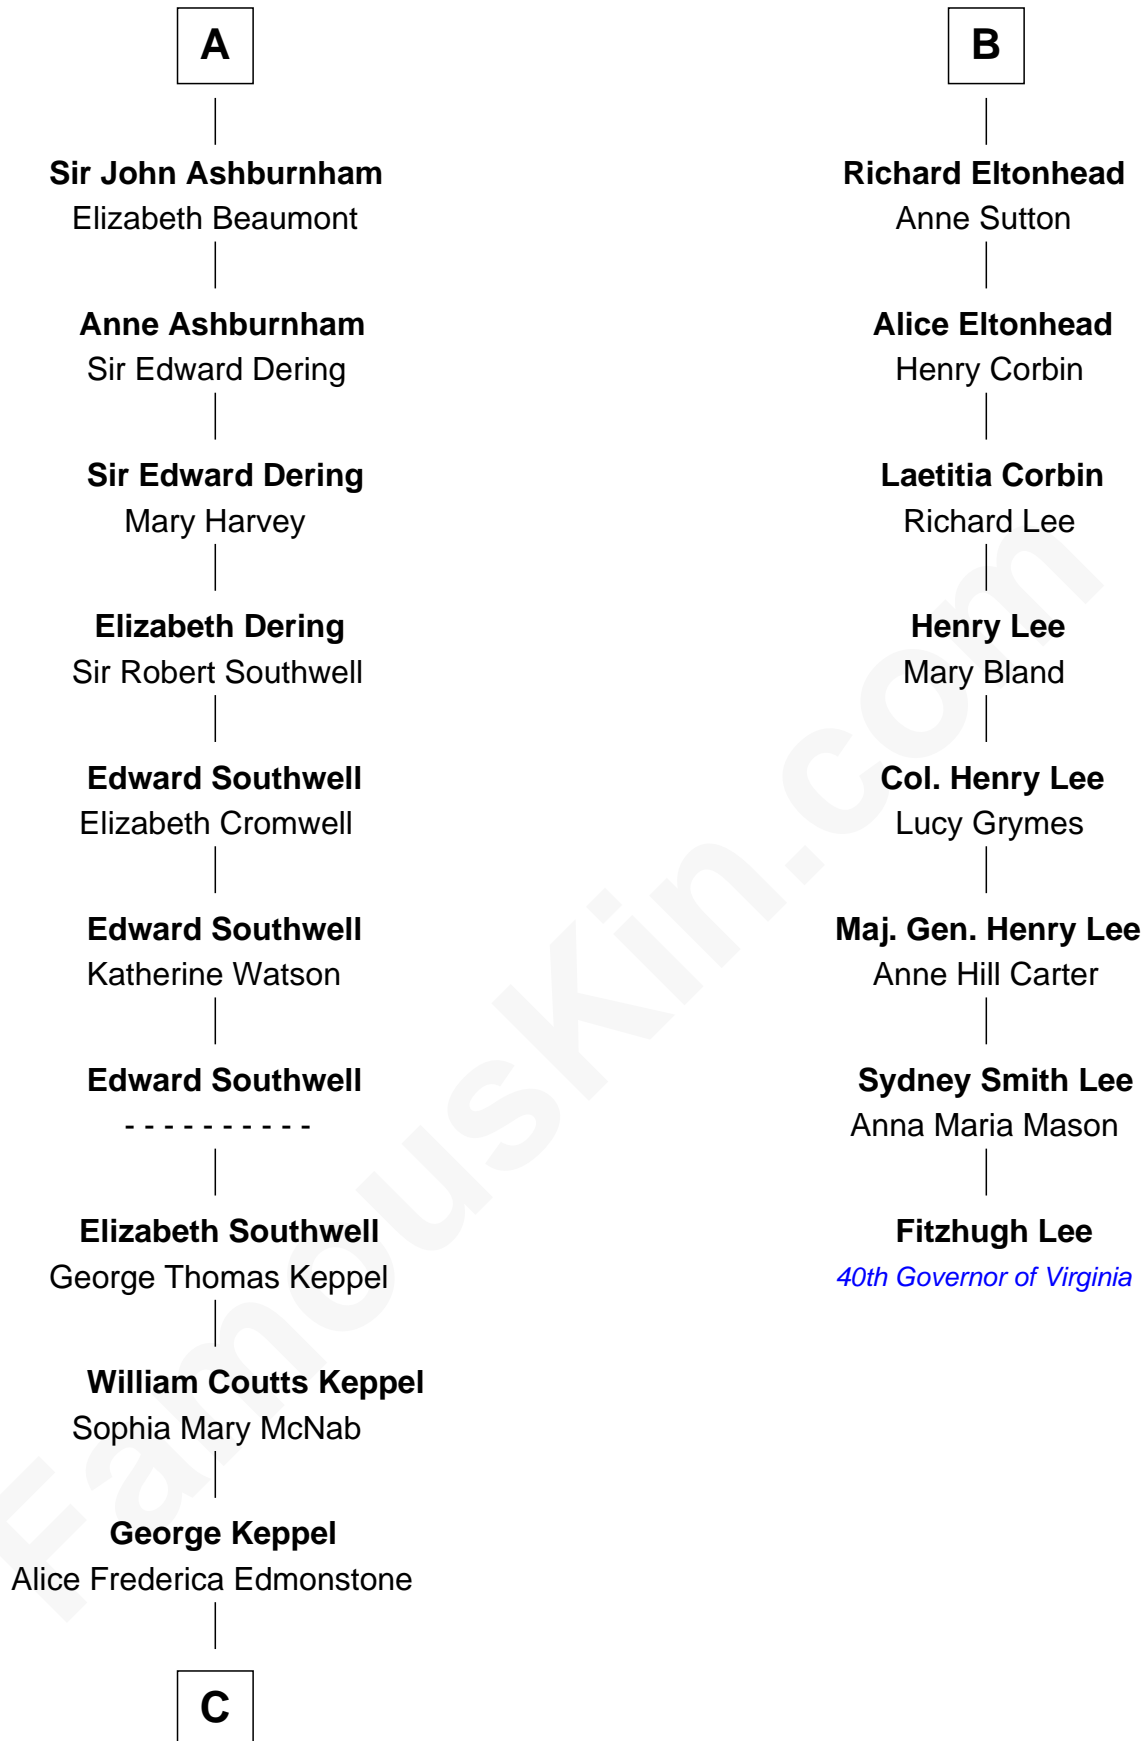 A
Sir John Ashburnham
Elizabeth Beaumont
Anne Ashburnham
Sir Edward Dering
Sir Edward Dering
Mary Harvey
Elizabeth Dering
Sir Robert Southwell
Edward Southwell
Elizabeth Cromwell
Edward Southwell
Katherine Watson
Edward Southwell
- - - - - - - - - -
Elizabeth Southwell
George Thomas Keppel
William Coutts Keppel
Sophia Mary McNab
George Keppel
Alice Frederica Edmonstone
C
B
Richard Eltonhead
Anne Sutton
Alice Eltonhead
Henry Corbin
Laetitia Corbin
Richard Lee
Henry Lee
Mary Bland
Col. Henry Lee
Lucy Grymes
Maj. Gen. Henry Lee
Anne Hill Carter
Sydney Smith Lee
Anna Maria Mason
Fitzhugh Lee
40th Governor of Virginia
FamousKin.com